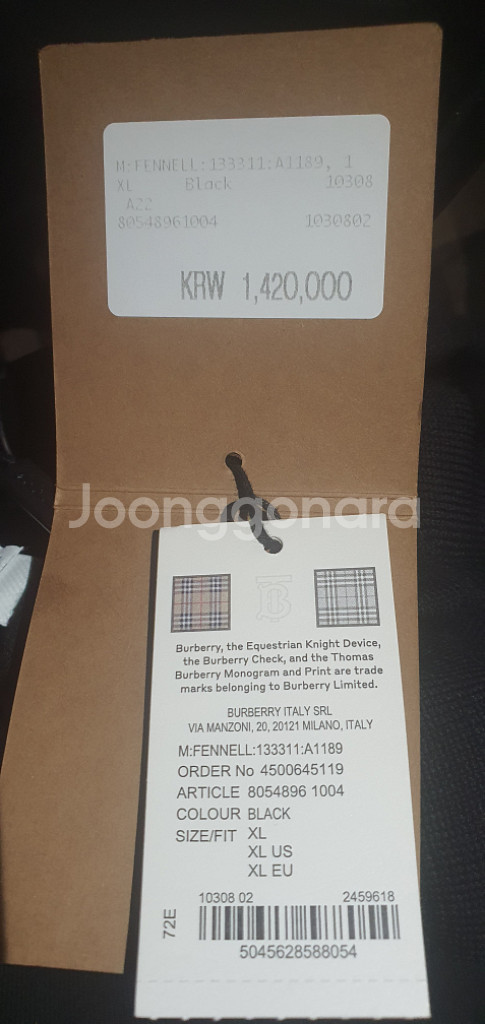 M:FENNELL:133311:A1189, 1
XL Black 10308
A22
80548961004 1030802
KRW 1,420,000
Joonggonara
Burberry, the Equestrian Knight Device,
the Burberry Check, and the Thomas
Burberry Monogram and Print are trade
marks belonging to Burberry Limited.
BURBERRY ITALY SRL
VIA MANZONI, 20, 20121 MILANO, ITALY
M:FENNELL:133311:A1189
ORDER No 4500645119
ARTICLE 8054896 1004
COLOUR BLACK
SIZE/FIT XL
XL US
XL EU
72E
10308 02 2459618
5045628588054